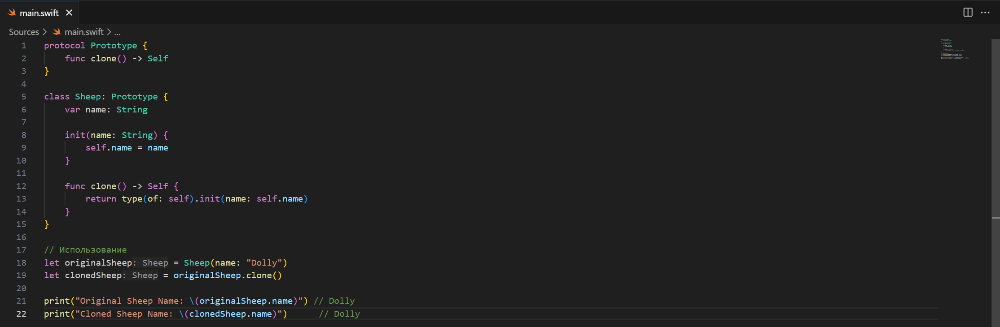 main.swift
Sources > main.swift > ...
1 protocol Prototype {
2     func clone() -> Self
3 }
4
5 class Sheep: Prototype {
6     var name: String
7
8     init(name: String) {
9         self.name = name
10     }
11
12     func clone() -> Self {
13         return type(of: self).init(name: self.name)
14     }
15 }
16
17 // Использование
18 let originalSheep: Sheep = Sheep(name: "Dolly")
19 let clonedSheep: Sheep = originalSheep.clone()
20
21 print("Original Sheep Name: \(originalSheep.name)") // Dolly
22 print("Cloned Sheep Name: \(clonedSheep.name)")      // Dolly